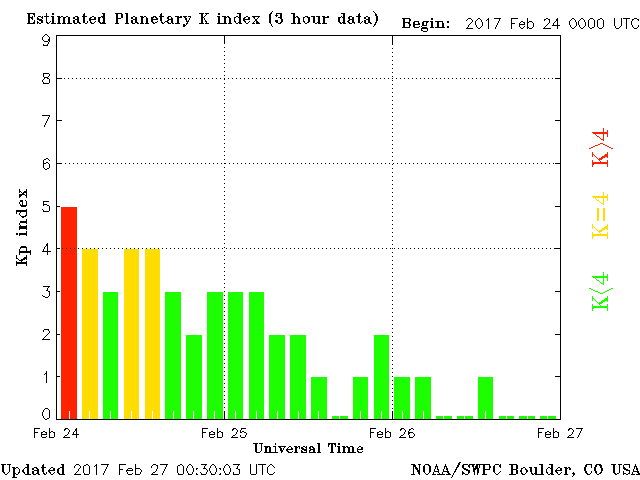 Estimated Planetary K index (3 hour data) Begin: 2017 Feb 24 0000 UTC
9
8
7
6
5
4
3
2
1
0
Kp index
K>4
K=4
K<4
Feb 24 Feb 25 Feb 26 Feb 27
Universal Time
Updated 2017 Feb 27 00:30:03 UTC NOAA/SWPC Boulder, CO USA